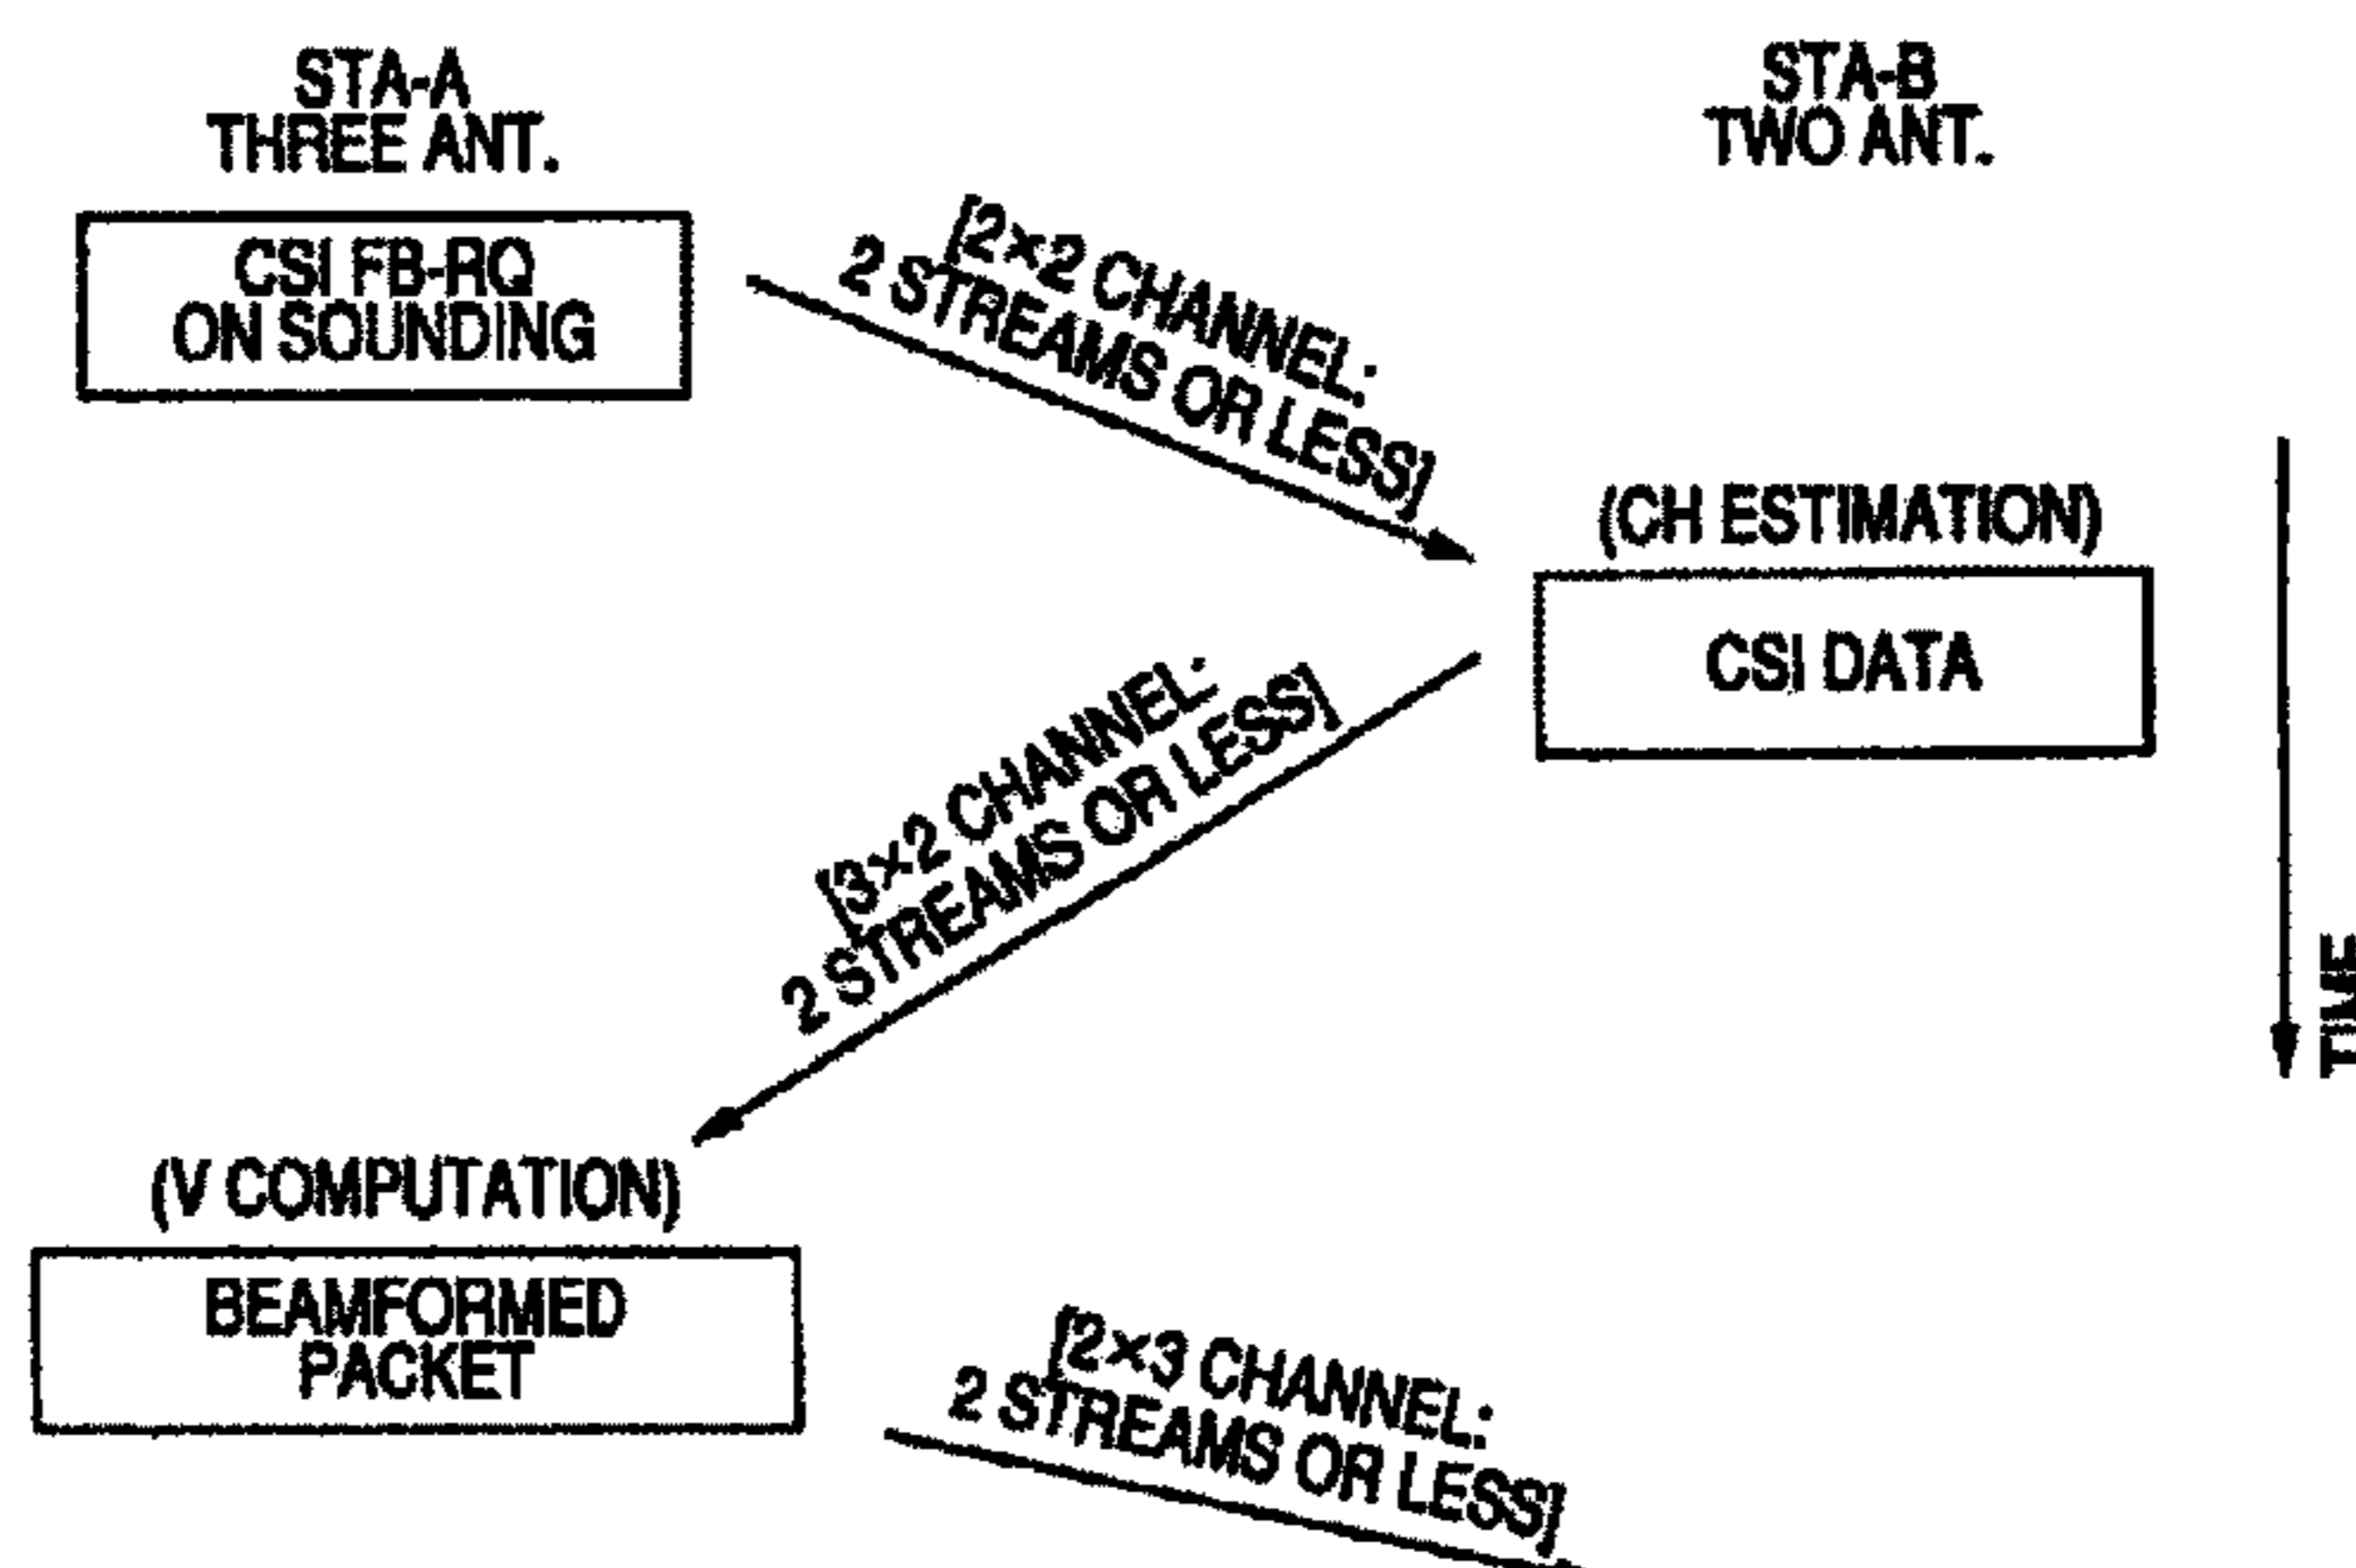 STA-A
THREE ANT.
STA-B
TWO ANT.
CSI FB-RQ
ON SOUNDING
[2×2 CHANNEL:
2 STREAMS OR LESS]
(CH ESTIMATION)
CSI DATA
[3×2 CHANNEL:
2 STREAMS OR LESS]
TIME
(V COMPUTATION)
BEAMFORMED
PACKET
[2×3 CHANNEL:
2 STREAMS OR LESS]